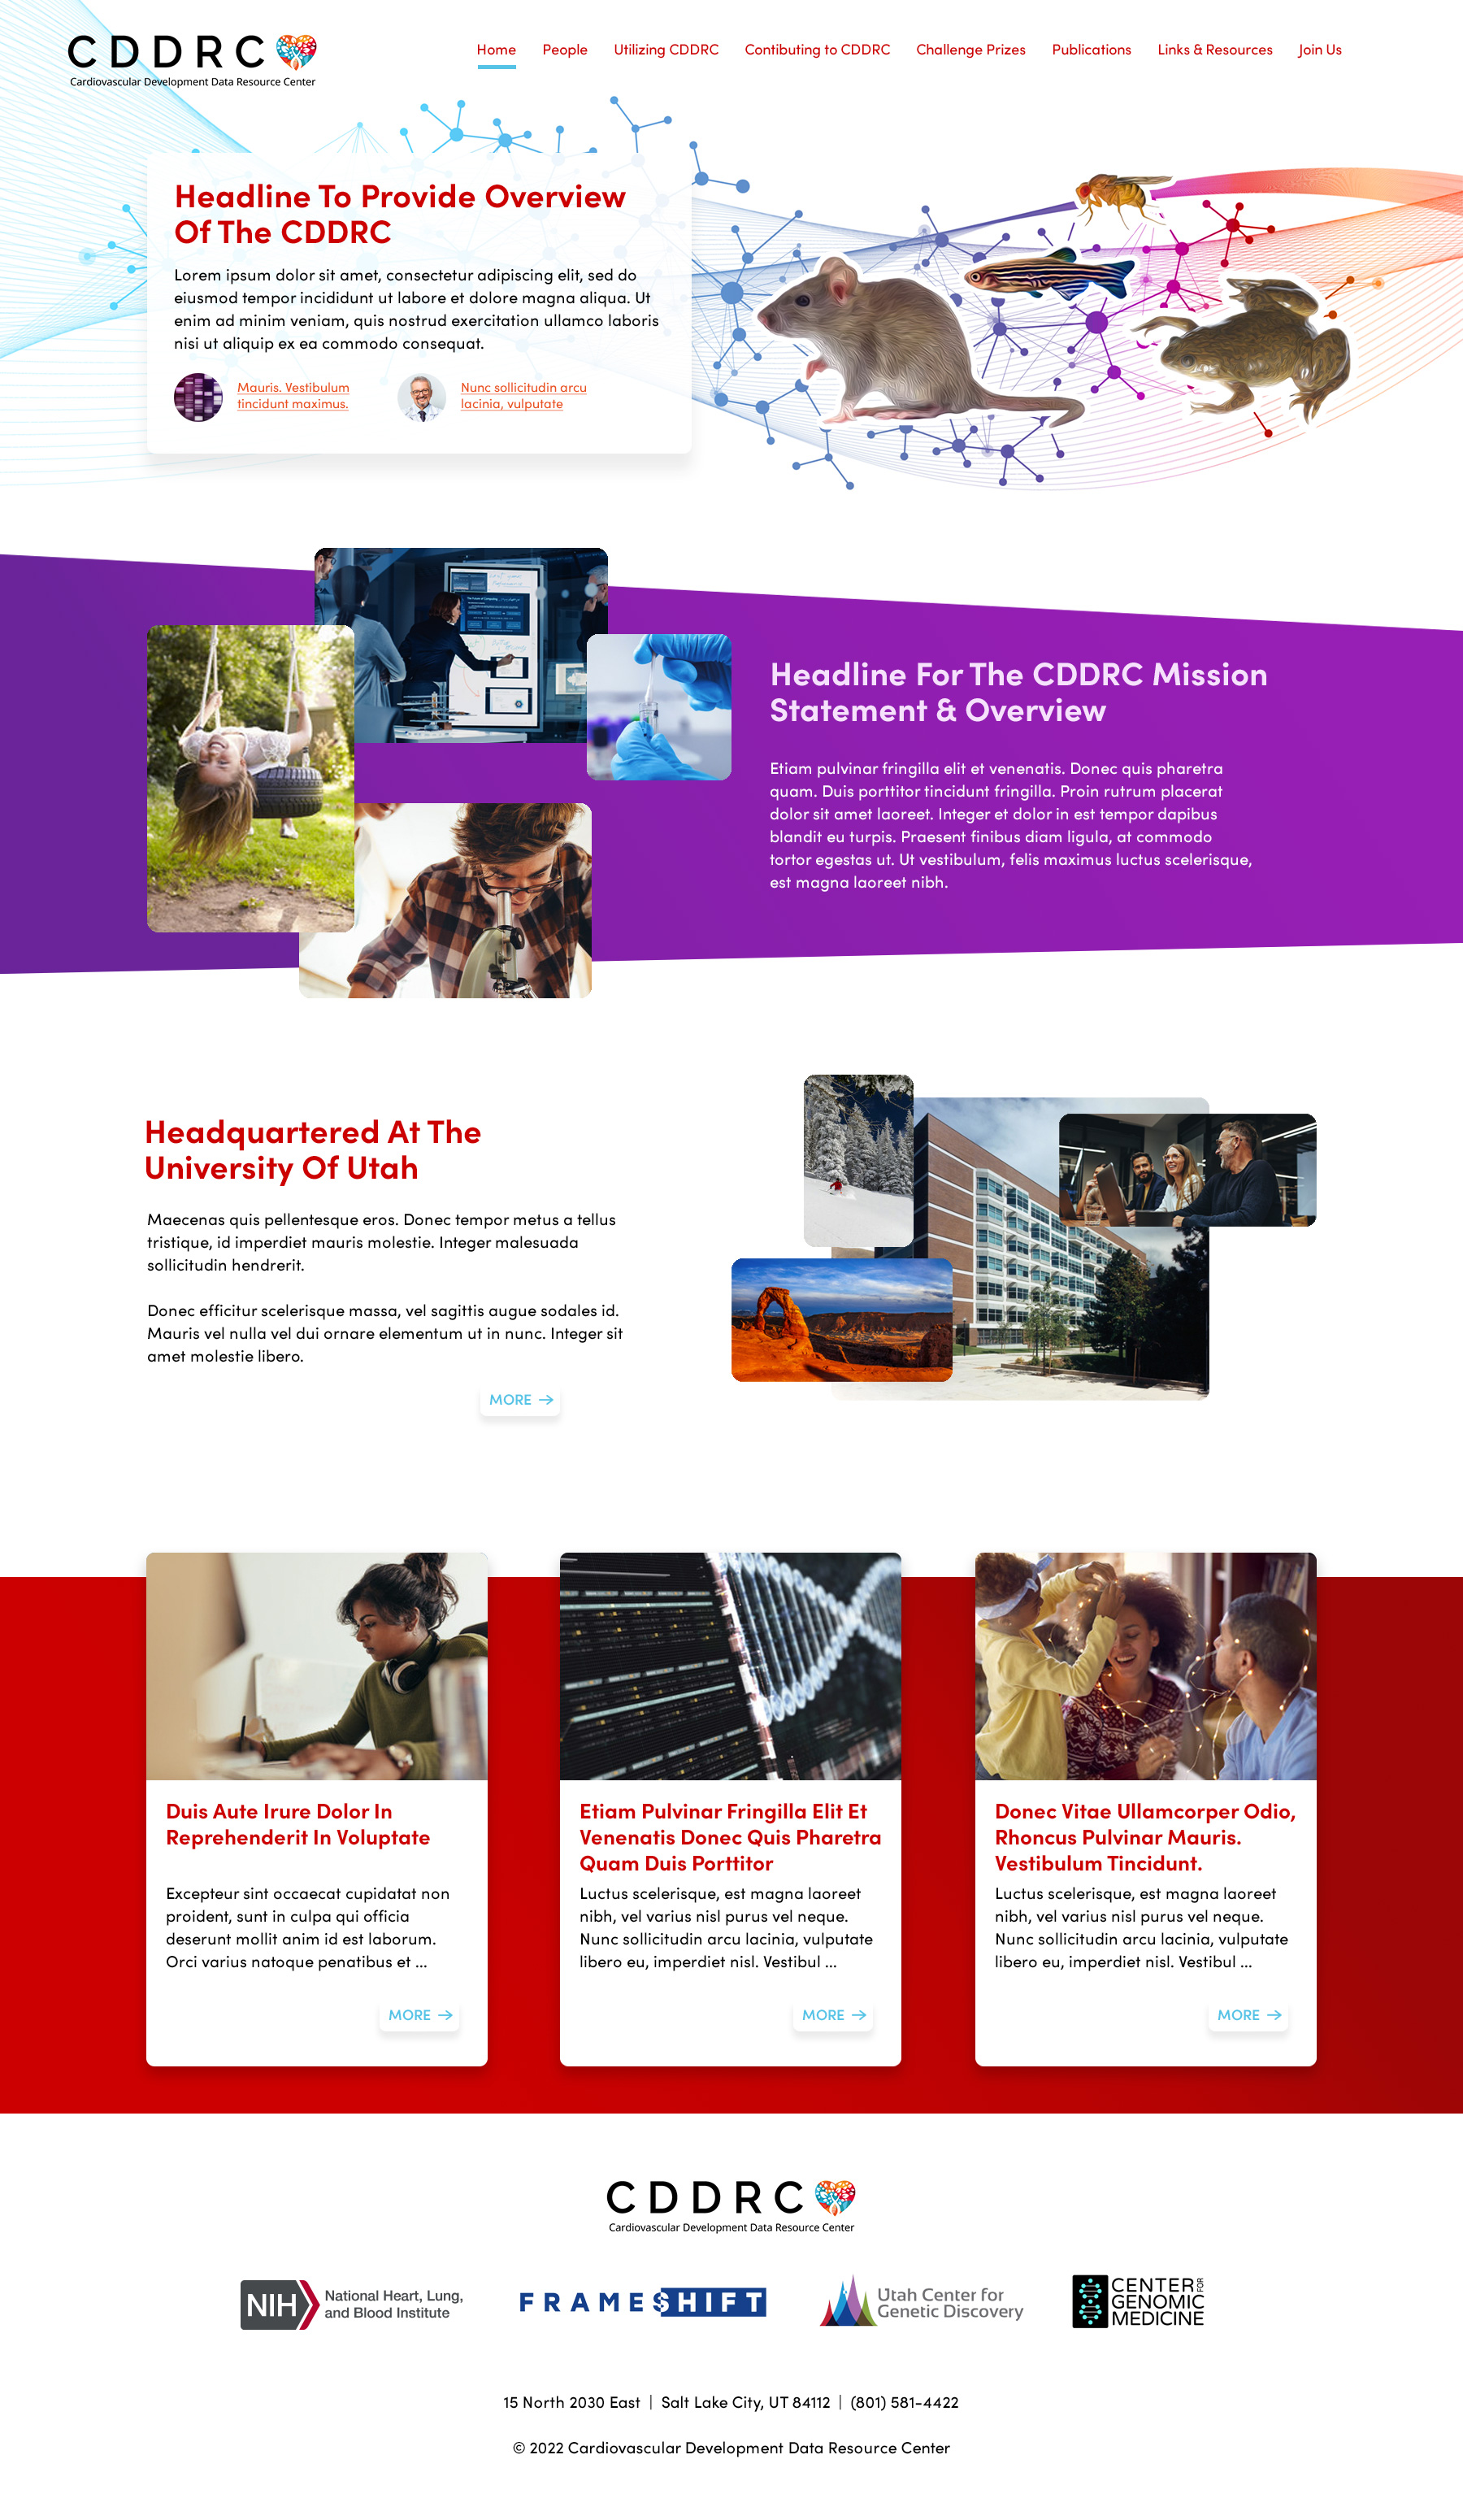 CDDRC
Cardiovascular Development Data Resource Center
Home People Utilizing CDDRC Contibuting to CDDRC Challenge Prizes Publications Links & Resources Join Us
Headline To Provide Overview
Of The CDDRC
Lorem ipsum dolor sit amet, consectetur adipiscing elit, sed do
eiusmod tempor incididunt ut labore et dolore magna aliqua. Ut
enim ad minim veniam, quis nostrud exercitation ullamco laboris
nisi ut aliquip ex ea commodo consequat.
Mauris. Vestibulum
tincidunt maximus.
Nunc sollicitudin arcu
lacinia, vulputate
Headline For The CDDRC Mission
Statement & Overview
Etiam pulvinar fringilla elit et venenatis. Donec quis pharetra
quam. Duis porttitor tincidunt fringilla. Proin rutrum placerat
dolor sit amet laoreet. Integer et dolor in est tempor dapibus
blandit eu turpis. Praesent finibus diam ligula, at commodo
tortor egestas ut. Ut vestibulum, felis maximus luctus scelerisque,
est magna laoreet nibh.
Headquartered At The
University Of Utah
Maecenas quis pellentesque eros. Donec tempor metus a tellus
tristique, id imperdiet mauris molestie. Integer malesuada
sollicitudin hendrerit.
Donec efficitur scelerisque massa, vel sagittis augue sodales id.
Mauris vel nulla vel dui ornare elementum ut in nunc. Integer sit
amet molestie libero.
MORE →
Duis Aute Irure Dolor In
Reprehenderit In Voluptate
Excepteur sint occaecat cupidatat non
proident, sunt in culpa qui officia
deserunt mollit anim id est laborum.
Orci varius natoque penatibus et ...
MORE →
Etiam Pulvinar Fringilla Elit Et
Venenatis Donec Quis Pharetra
Quam Duis Porttitor
Luctus scelerisque, est magna laoreet
nibh, vel varius nisl purus vel neque.
Nunc sollicitudin arcu lacinia, vulputate
libero eu, imperdiet nisl. Vestibul ...
MORE →
Donec Vitae Ullamcorper Odio,
Rhoncus Pulvinar Mauris.
Vestibulum Tincidunt.
Luctus scelerisque, est magna laoreet
nibh, vel varius nisl purus vel neque.
Nunc sollicitudin arcu lacinia, vulputate
libero eu, imperdiet nisl. Vestibul ...
MORE →
CDDRC
Cardiovascular Development Data Resource Center
NIH National Heart, Lung,
and Blood Institute
FRAMESHIFT
Utah Center for
Genetic Discovery
CENTER FOR
GENOMIC
MEDICINE
15 North 2030 East | Salt Lake City, UT 84112 | (801) 581-4422
© 2022 Cardiovascular Development Data Resource Center